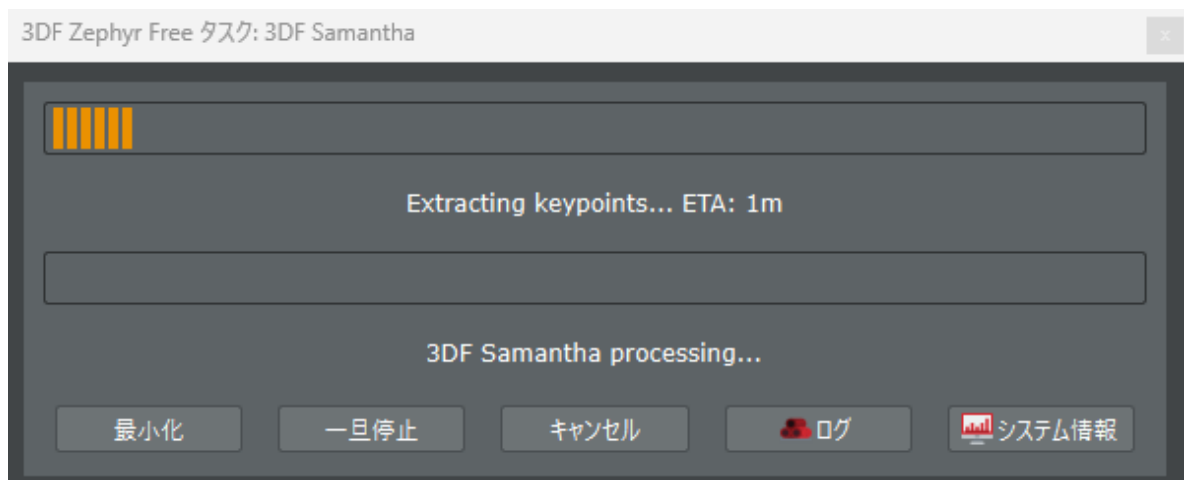 3DF Zephyr Free タスク: 3DF Samantha
x
Extracting keypoints... ETA: 1m
3DF Samantha processing...
最小化 一旦停止 キャンセル ログ システム情報